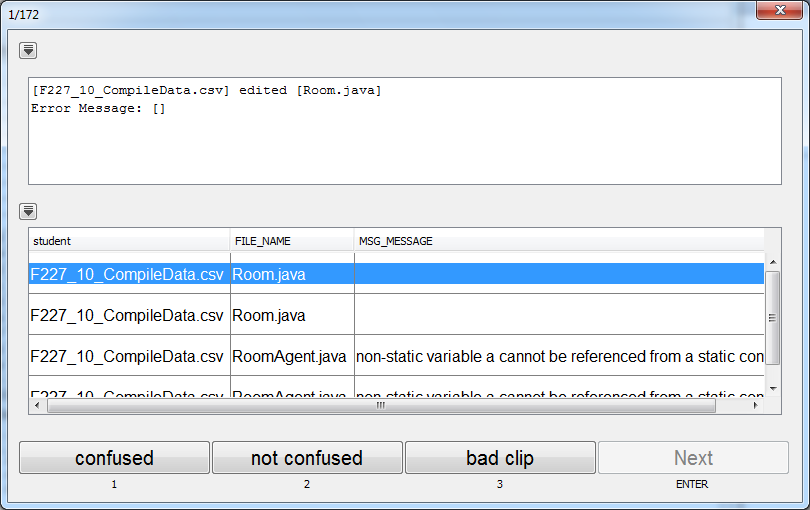 1/172
[F227_10_CompileData.csv] edited [Room.java]
Error Message: []
student FILE_NAME MSG_MESSAGE
F227_10_CompileData.csv Room.java
F227_10_CompileData.csv Room.java
F227_10_CompileData.csv RoomAgent.java non-static variable a cannot be referenced from a static con
F227_10_CompileData.csv RoomAgent.java non-static variable a cannot be referenced from a static con
confused not confused bad clip Next
1 2 3 ENTER